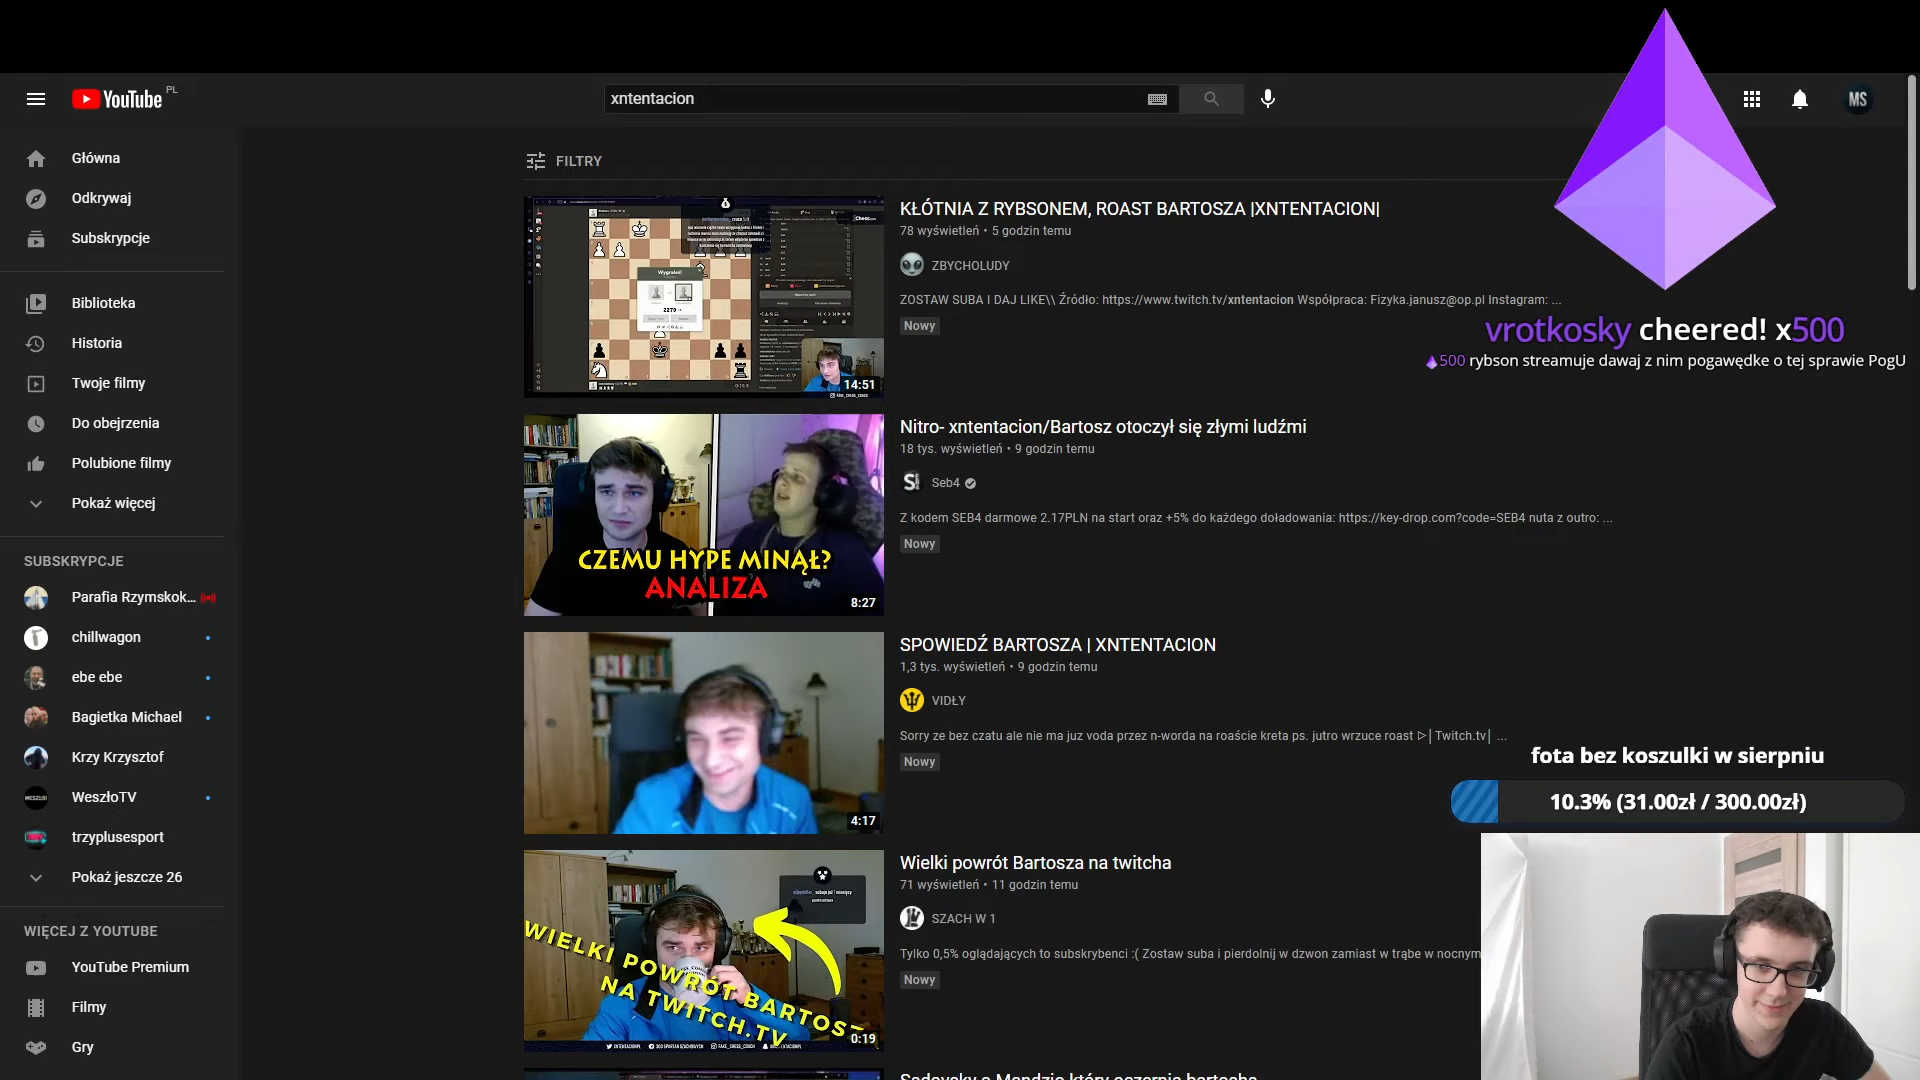 YouTube PL
xntentacion
MS
Główna
Odkrywaj
Subskrypcje
Biblioteka
Historia
Twoje filmy
Do obejrzenia
Polubione filmy
Pokaż więcej
SUBSKRYPCJE
Parafia Rzymskok...
chillwagon
ebe ebe
Bagietka Michael
Krzy Krzysztof
WeszłoTV
trzyplusesport
Pokaż jeszcze 26
WIĘCEJ Z YOUTUBE
YouTube Premium
Filmy
Gry
FILTRY
Wygrałeś!
2279
14:51
KŁÓTNIA Z RYBSONEM, ROAST BARTOSZA |XNTENTACION|
78 wyświetleń • 5 godzin temu
ZBYCHOLUDY
ZOSTAW SUBA I DAJ LIKE\\ Źródło: https://www.twitch.tv/xntentacion Współpraca: Fizyka.janusz@op.pl Instagram: ...
Nowy
CZEMU HYPE MINĄŁ?
ANALIZA
8:27
Nitro- xntentacion/Bartosz otoczył się złymi ludźmi
18 tys. wyświetleń • 9 godzin temu
Seb4
Z kodem SEB4 darmowe 2.17PLN na start oraz +5% do każdego doładowania: https://key-drop.com?code=SEB4 nuta z outro: ...
Nowy
4:17
SPOWIEDŹ BARTOSZA | XNTENTACION
1,3 tys. wyświetleń • 9 godzin temu
VIDŁY
Sorry ze bez czatu ale nie ma juz voda przez n-worda na roaście kreta ps. jutro wrzuce roast ▷│Twitch.tv│ ...
Nowy
WIELKI POWRÓT BARTOSZ
NA TWITCH.TV
0:19
Wielki powrót Bartosza na twitcha
71 wyświetleń • 11 godzin temu
SZACH W 1
Tylko 0,5% oglądających to subskrybenci :( Zostaw suba i pierdolnij w dzwon zamiast w trąbe w nocnym
Nowy
Sadovsky o Mandzio który oczernia bartosha
vrotkosky cheered! x500
500 rybson streamuje dawaj z nim pogawędke o tej sprawie PogU
fota bez koszulki w sierpniu
10.3% (31.00zł / 300.00zł)